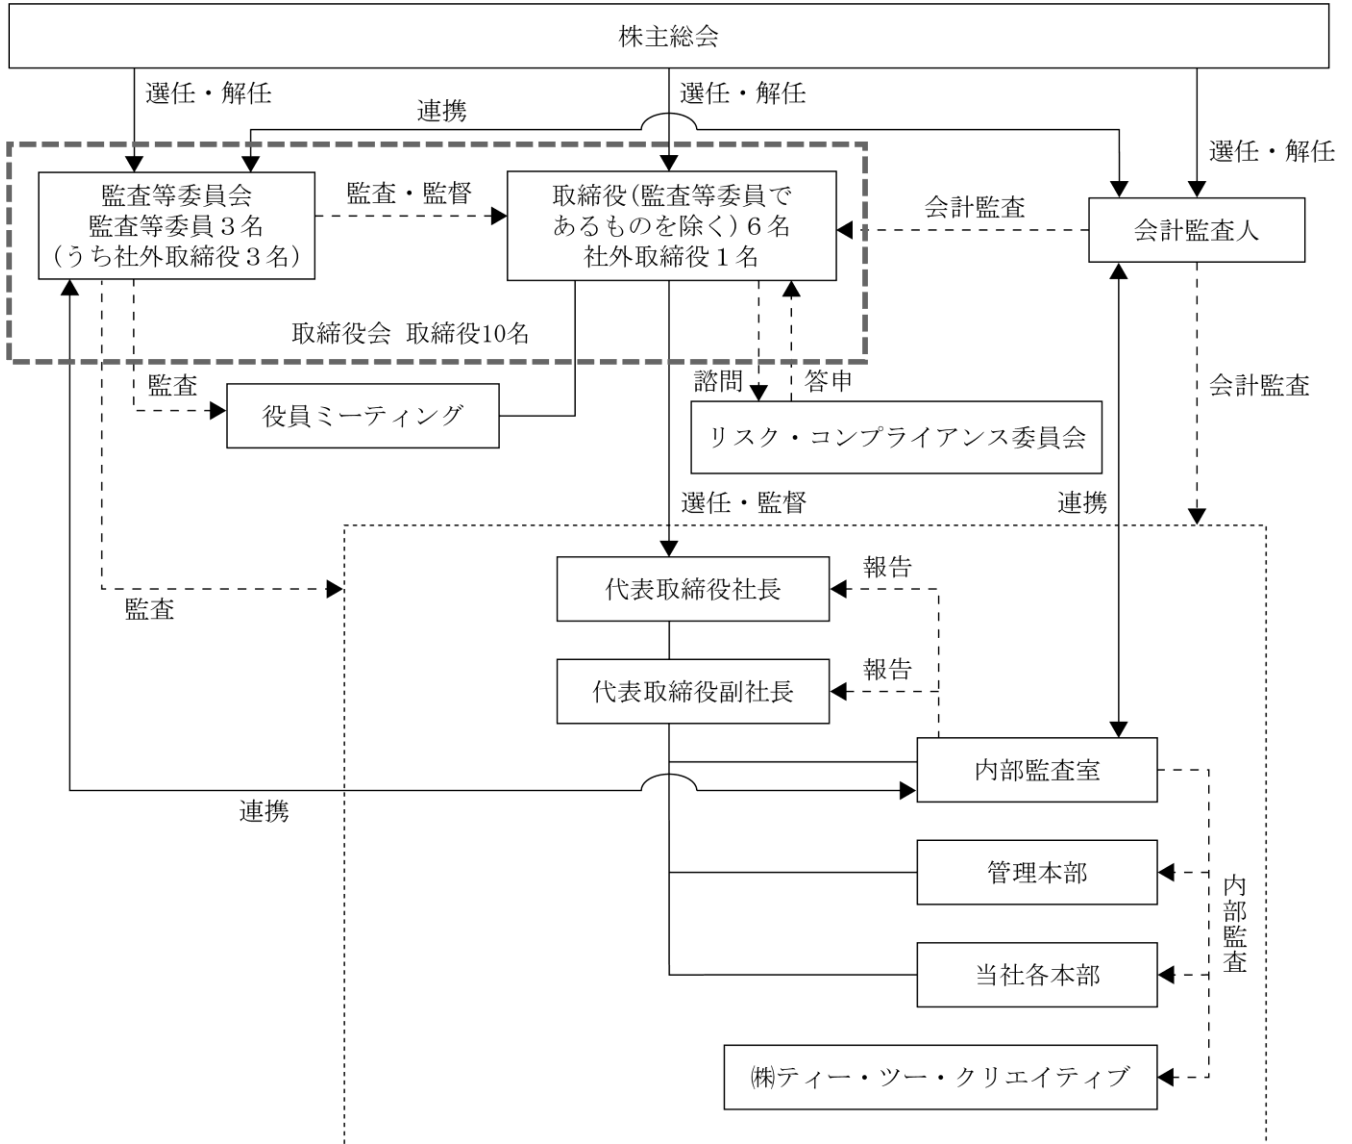 株主総会
選任・解任
連携
選任・解任
選任・解任
監査等委員会
監査等委員３名
(うち社外取締役３名)
監査・監督
取締役(監査等委員で
あるものを除く)６名
社外取締役１名
会計監査
会計監査人
取締役会 取締役10名
監査
役員ミーティング
諮問
答申
リスク・コンプライアンス委員会
会計監査
選任・監督
連携
監査
代表取締役社長
報告
代表取締役副社長
報告
内部監査室
連携
管理本部
内部監査
当社各本部
㈱ティー・ツー・クリエイティブ